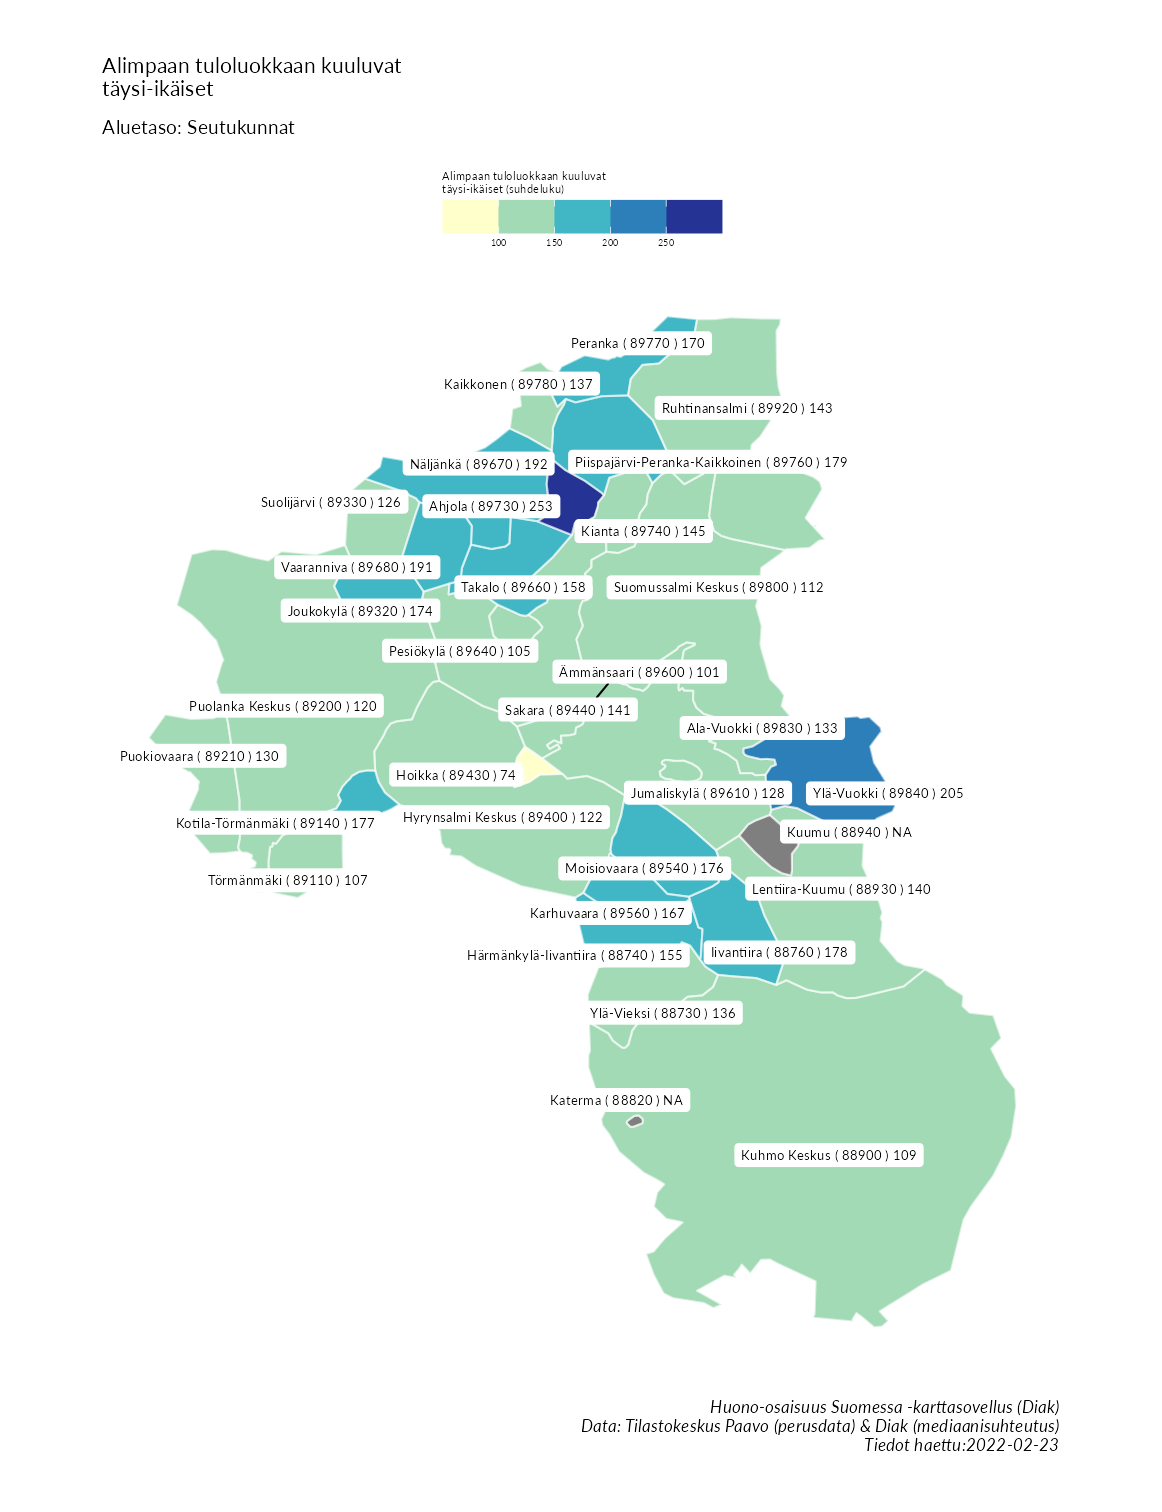 Alimpaan tuloluokkaan kuuluvat
täysi-ikäiset
Aluetaso: Seutukunnat
Alimpaan tuloluokkaan kuuluvat
täysi-ikäiset (suhdeluku)
100 150 200 250
Peranka ( 89770 ) 170
Kaikkonen ( 89780 ) 137
Ruhtinansalmi ( 89920 ) 143
Näljänkä ( 89670 ) 192
Piispajärvi-Peranka-Kaikkoinen ( 89760 ) 179
Suolijärvi ( 89330 ) 126
Ahjola ( 89730 ) 253
Kianta ( 89740 ) 145
Vaaranniva ( 89680 ) 191
Takalo ( 89660 ) 158
Suomussalmi Keskus ( 89800 ) 112
Joukokylä ( 89320 ) 174
Pesiökylä ( 89640 ) 105
Ämmänsaari ( 89600 ) 101
Puolanka Keskus ( 89200 ) 120
Sakara ( 89440 ) 141
Ala-Vuokki ( 89830 ) 133
Puokiovaara ( 89210 ) 130
Hoikka ( 89430 ) 74
Jumaliskylä ( 89610 ) 128
Ylä-Vuokki ( 89840 ) 205
Kotila-Törmänmäki ( 89140 ) 177
Hyrynsalmi Keskus ( 89400 ) 122
Kuumu ( 88940 ) NA
Moisiovaara ( 89540 ) 176
Törmänmäki ( 89110 ) 107
Lentiira-Kuumu ( 88930 ) 140
Karhuvaara ( 89560 ) 167
Härmänkylä-Iivantiira ( 88740 ) 155
Iivantiira ( 88760 ) 178
Ylä-Vieksi ( 88730 ) 136
Katerma ( 88820 ) NA
Kuhmo Keskus ( 88900 ) 109
Huono-osaisuus Suomessa -karttasovellus (Diak)
Data: Tilastokeskus Paavo (perusdata) & Diak (mediaanisuhteutus)
Tiedot haettu:2022-02-23